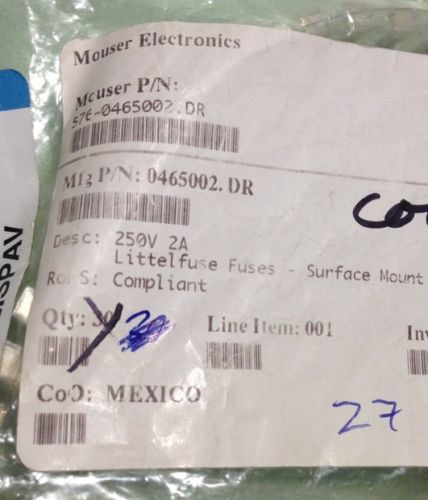 Mouser Electronics
Mouser P/N:
576-0465002.DR
Mfg P/N: 0465002.DR
Desc: 250V 2A
Littelfuse Fuses - Surface Mount
RoHS: Compliant
Qty: 30
Line Item: 001
CoO: MEXICO
27